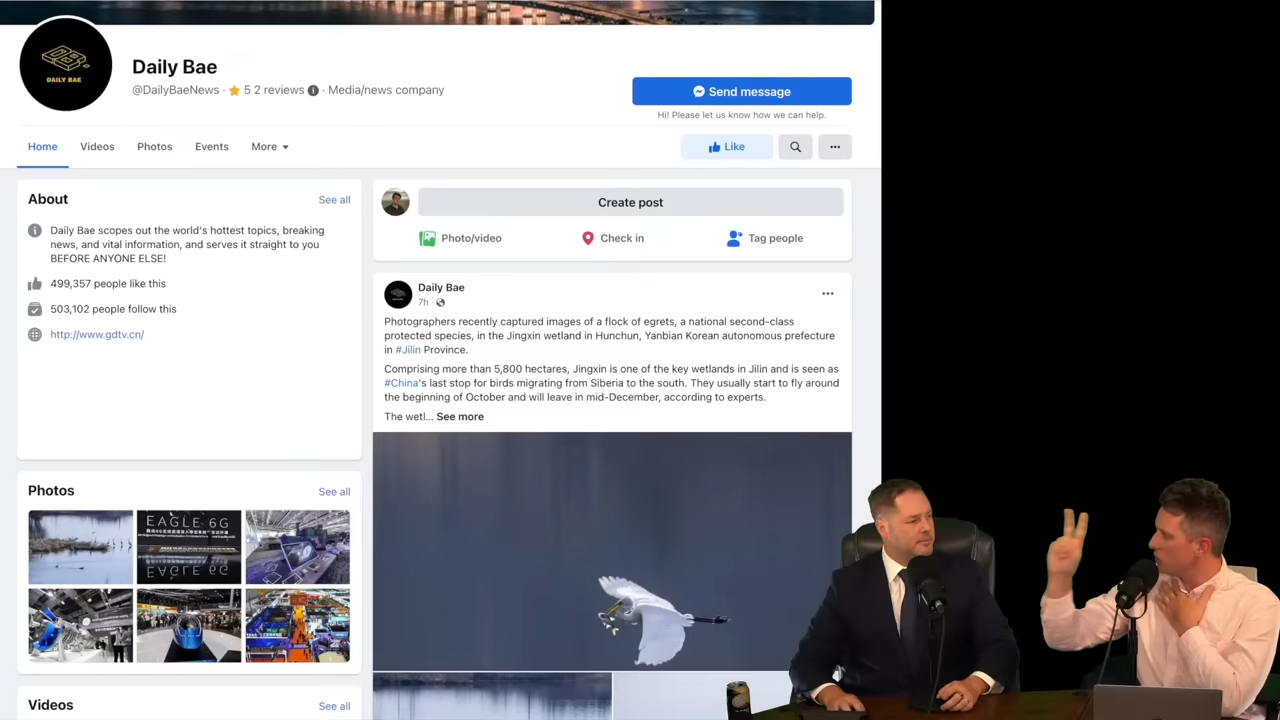 DAILY BAE
Daily Bae
@DailyBaeNews · 5 2 reviews · Media/news company
Send message
Hi! Please let us know how we can help.
Home
Videos
Photos
Events
More
Like
About
See all
Daily Bae scopes out the world's hottest topics, breaking
news, and vital information, and serves it straight to you
BEFORE ANYONE ELSE!
499,357 people like this
503,102 people follow this
http://www.gdtv.cn/
Photos
See all
EAGLE 6G
Videos
See all
Create post
Photo/video
Check in
Tag people
Daily Bae
7h ·
Photographers recently captured images of a flock of egrets, a national second-class
protected species, in the Jingxin wetland in Hunchun, Yanbian Korean autonomous prefecture
in #Jilin Province.
Comprising more than 5,800 hectares, Jingxin is one of the key wetlands in Jilin and is seen as
#China's last stop for birds migrating from Siberia to the south. They usually start to fly around
the beginning of October and will leave in mid-December, according to experts.
The wetl... See more